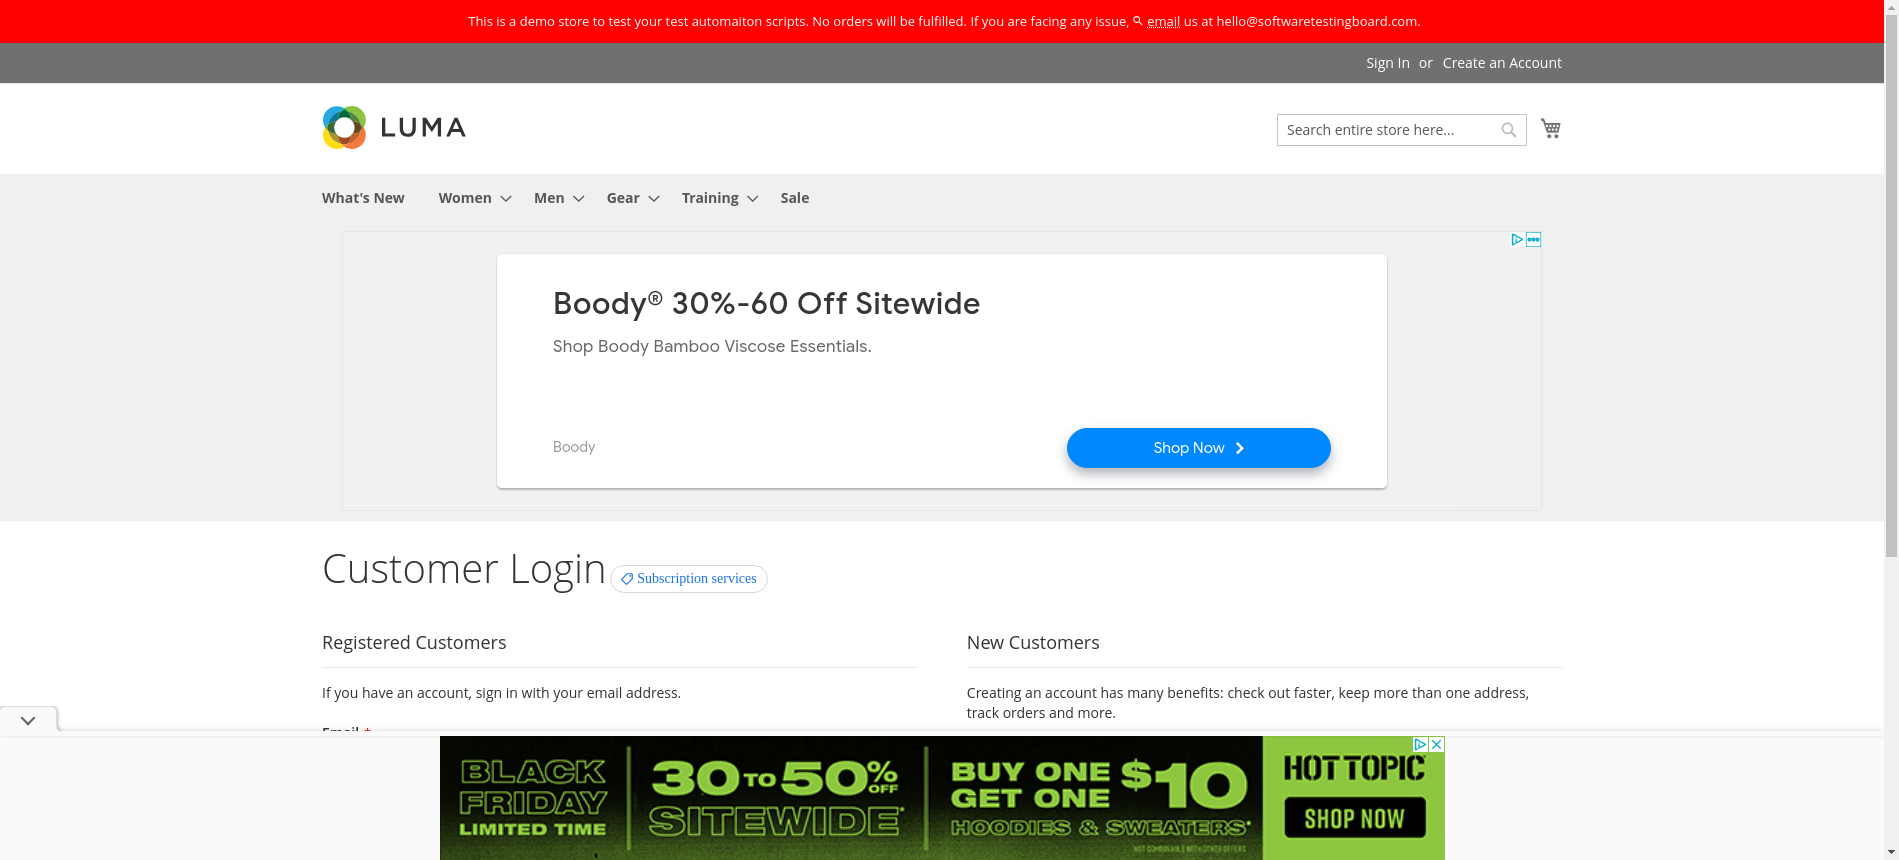 This is a demo store to test your test automaiton scripts. No orders will be fulfilled. If you are facing any issue, email us at hello@softwaretestingboard.com.
Sign In or Create an Account
LUMA
Search entire store here...
What's New Women Men Gear Training Sale
Boody® 30%-60 Off Sitewide
Shop Boody Bamboo Viscose Essentials.
Boody
Shop Now
Customer Login
Subscription services
Registered Customers
If you have an account, sign in with your email address.
Email *
New Customers
Creating an account has many benefits: check out faster, keep more than one address,
track orders and more.
BLACK
FRIDAY
LIMITED TIME
30 TO 50% OFF
SITEWIDE*
BUY ONE
GET ONE
$10
HOODIES & SWEATERS*
NOT COMBINABLE WITH OTHER OFFERS
HOT TOPIC
SHOP NOW